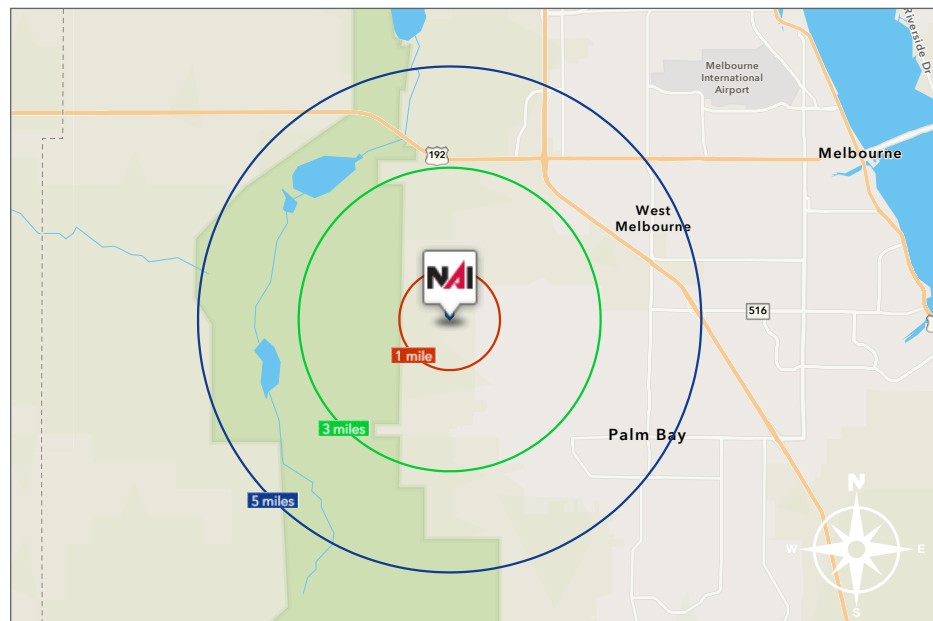 Riverside Dr
Melbourne
International
Airport
192
Melbourne
West
Melbourne
NAI
516
1 mile
3 miles
Palm Bay
5 miles
N
W
E
S